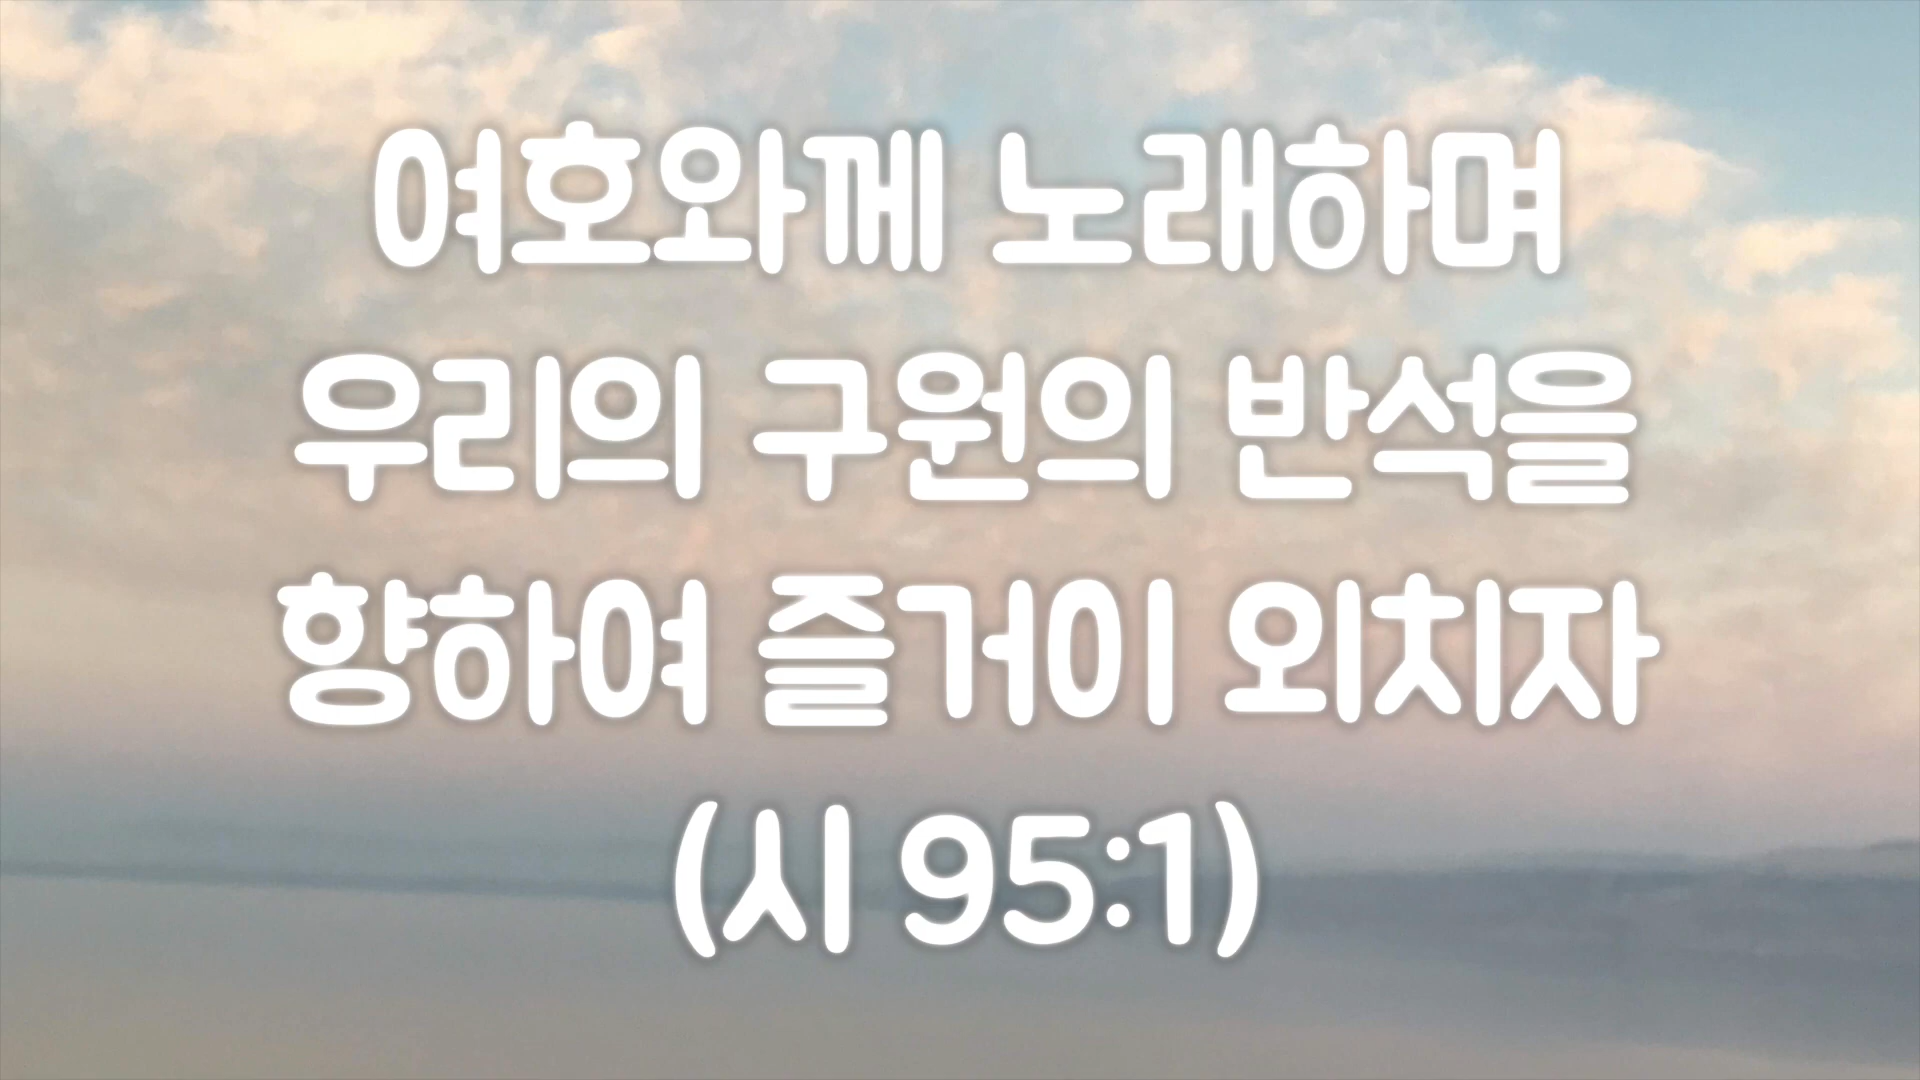 여호와께 노래하며
우리의 구원의 반석을
향하여 즐거이 외치자
(시 95:1)